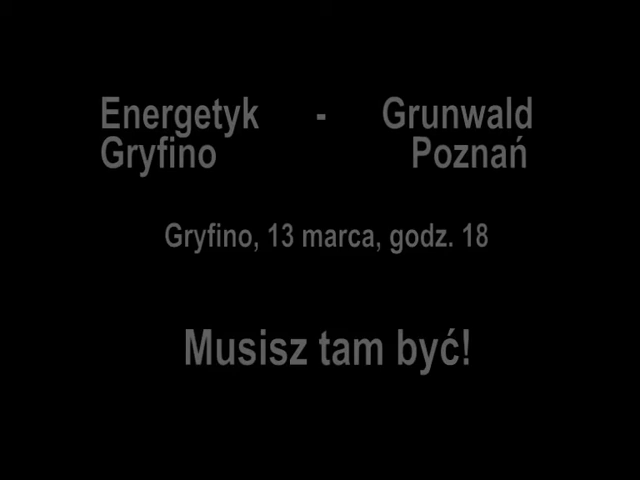 Energetyk - Grunwald
Gryfino Poznań
Gryfino, 13 marca, godz. 18
Musisz tam być!